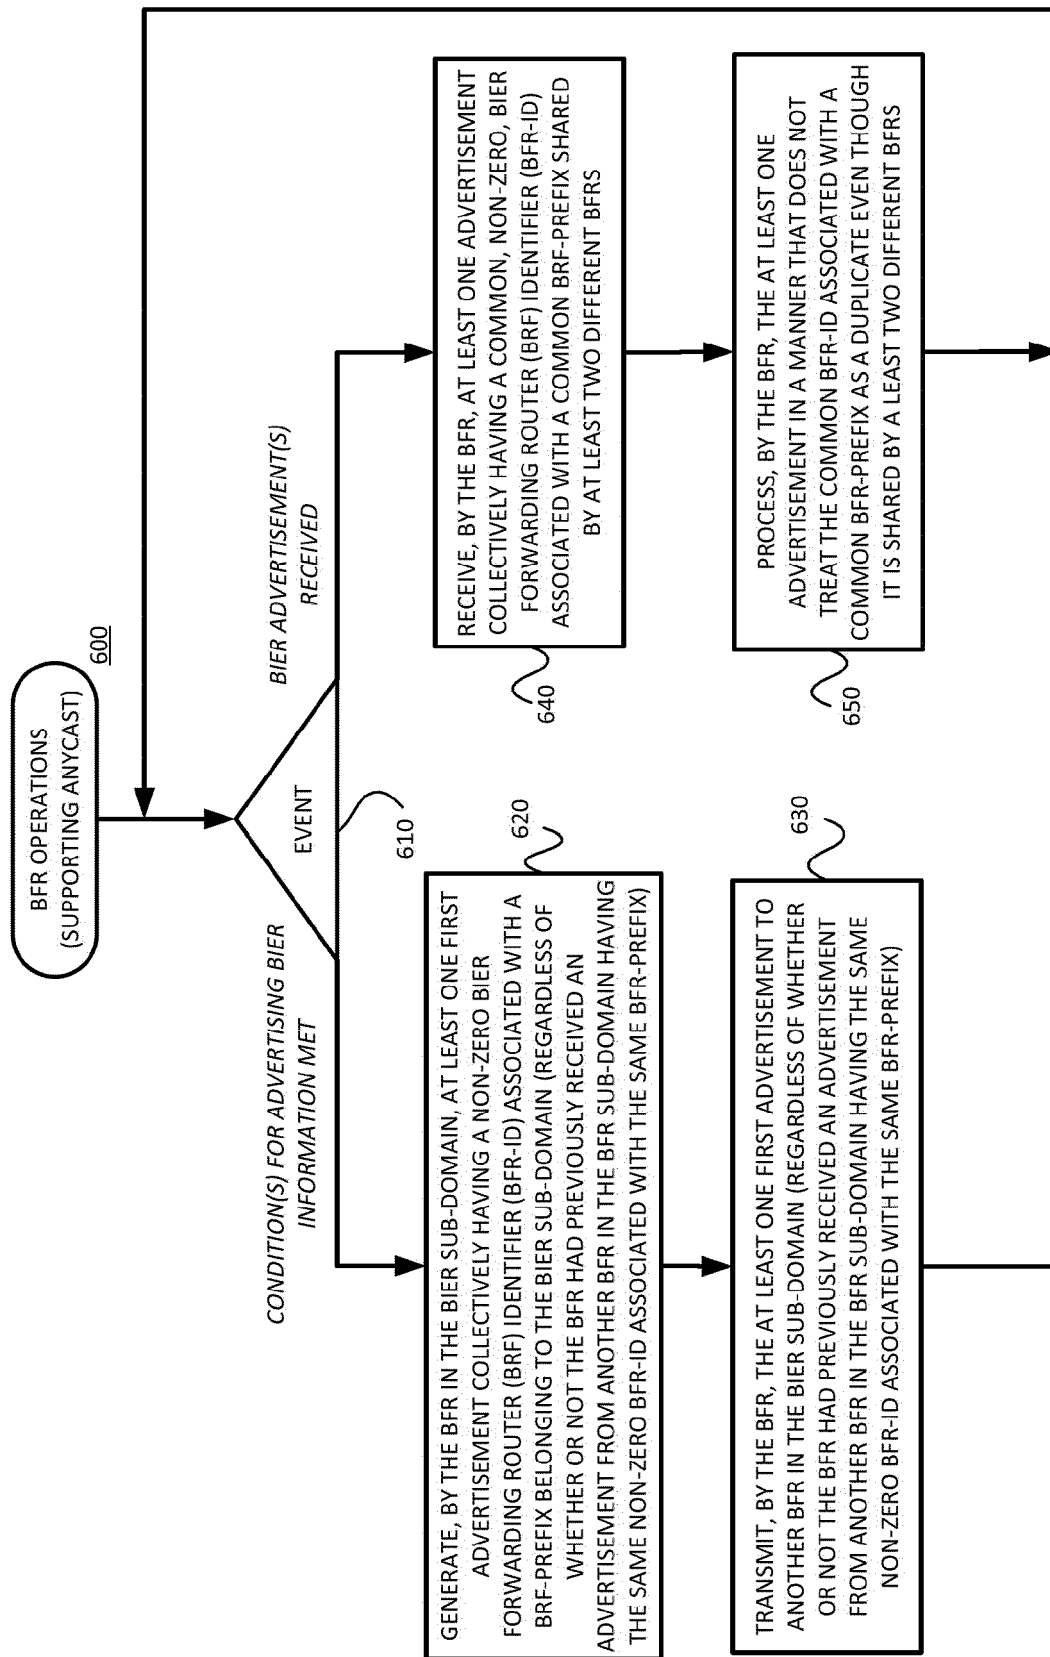 BFR OPERATIONS
(SUPPORTING ANYCAST)
600
EVENT
610
CONDITION(S) FOR ADVERTISING BIER
INFORMATION MET
BIER ADVERTISEMENT(S)
RECEIVED
620
GENERATE, BY THE BFR IN THE BIER SUB-DOMAIN, AT LEAST ONE FIRST
ADVERTISEMENT COLLECTIVELY HAVING A NON-ZERO BIER
FORWARDING ROUTER (BRF) IDENTIFIER (BFR-ID) ASSOCIATED WITH A
BRF-PREFIX BELONGING TO THE BIER SUB-DOMAIN (REGARDLESS OF
WHETHER OR NOT THE BFR HAD PREVIOUSLY RECEIVED AN
ADVERTISEMENT FROM ANOTHER BFR IN THE BFR SUB-DOMAIN HAVING
THE SAME NON-ZERO BFR-ID ASSOCIATED WITH THE SAME BFR-PREFIX)
630
TRANSMIT, BY THE BFR, THE AT LEAST ONE FIRST ADVERTISEMENT TO
ANOTHER BFR IN THE BIER SUB-DOMAIN (REGARDLESS OF WHETHER
OR NOT THE BFR HAD PREVIOUSLY RECEIVED AN ADVERTISEMENT
FROM ANOTHER BFR IN THE BFR SUB-DOMAIN HAVING THE SAME
NON-ZERO BFR-ID ASSOCIATED WITH THE SAME BFR-PREFIX)
640
RECEIVE, BY THE BFR, AT LEAST ONE ADVERTISEMENT
COLLECTIVELY HAVING A COMMON, NON-ZERO, BIER
FORWARDING ROUTER (BRF) IDENTIFIER (BFR-ID)
ASSOCIATED WITH A COMMON BRF-PREFIX SHARED
BY AT LEAST TWO DIFFERENT BFRS
650
PROCESS, BY THE BFR, THE AT LEAST ONE
ADVERTISEMENT IN A MANNER THAT DOES NOT
TREAT THE COMMON BFR-ID ASSOCIATED WITH A
COMMON BFR-PREFIX AS A DUPLICATE EVEN THOUGH
IT IS SHARED BY A LEAST TWO DIFFERENT BFRS